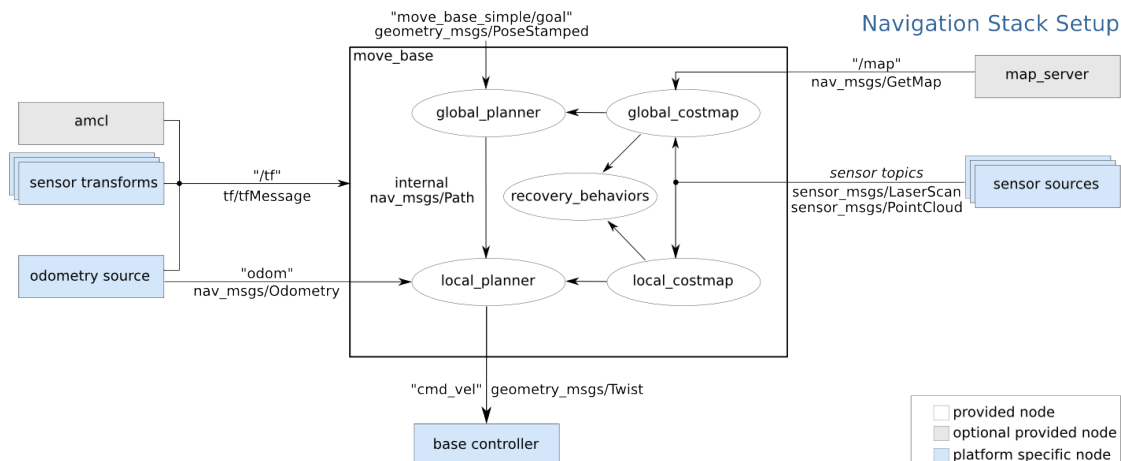 Navigation Stack Setup
"move_base_simple/goal"
geometry_msgs/PoseStamped
move_base
"/map"
nav_msgs/GetMap
map_server
amcl
global_planner
global_costmap
sensor transforms
"/tf"
tf/tfMessage
internal
nav_msgs/Path
recovery_behaviors
sensor topics
sensor_msgs/LaserScan
sensor_msgs/PointCloud
sensor sources
odometry source
"odom"
nav_msgs/Odometry
local_planner
local_costmap
"cmd_vel" geometry_msgs/Twist
base controller
provided node
optional provided node
platform specific node